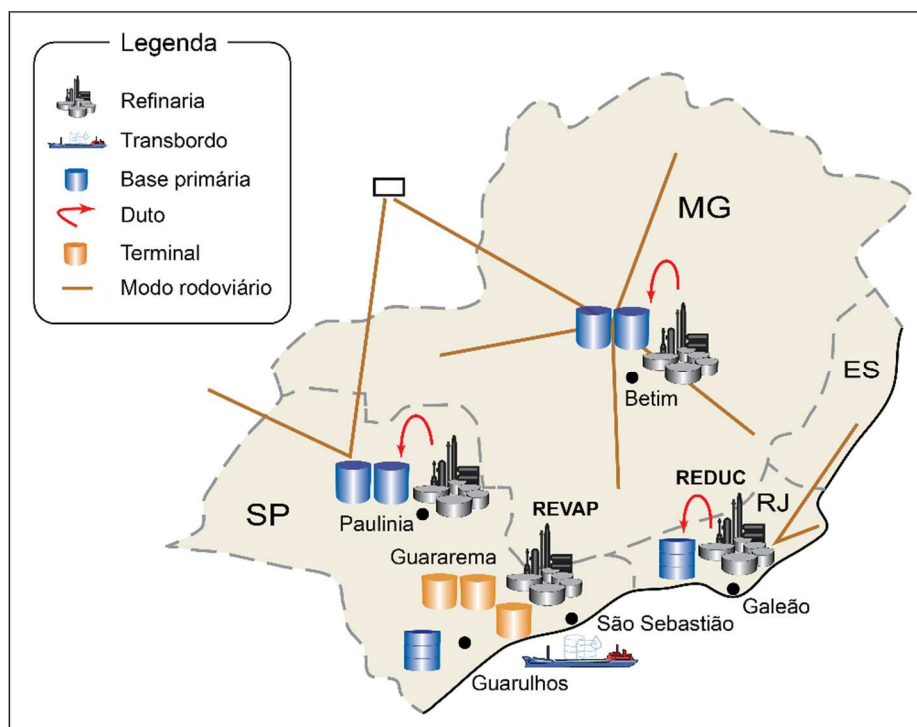 Legenda
Refinaria
Transbordo
Base primária
Duto
Terminal
Modo rodoviário
MG
ES
Betim
SP
Paulinia
REVAP
REDUC
RJ
Guararema
Galeão
São Sebastião
Guarulhos